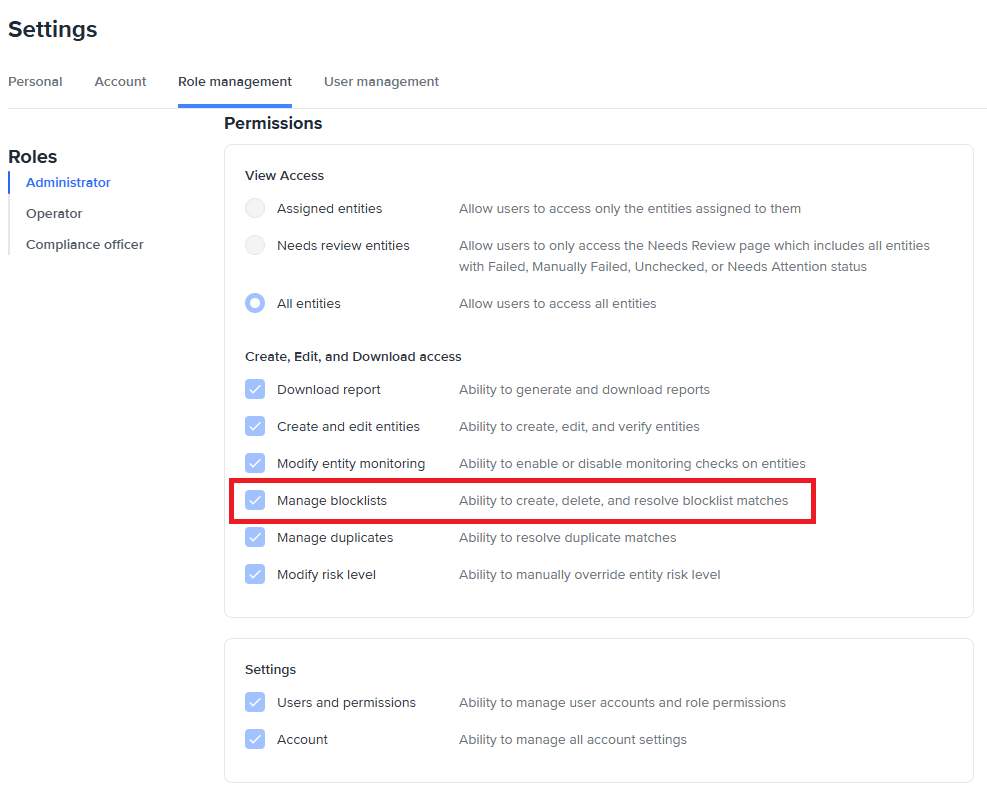 Settings
Personal Account Role management User management
Roles
Administrator
Operator
Compliance officer
Permissions
View Access
Assigned entities Allow users to access only the entities assigned to them
Needs review entities Allow users to only access the Needs Review page which includes all entities
with Failed, Manually Failed, Unchecked, or Needs Attention status
All entities Allow users to access all entities
Create, Edit, and Download access
Download report Ability to generate and download reports
Create and edit entities Ability to create, edit, and verify entities
Modify entity monitoring Ability to enable or disable monitoring checks on entities
Manage blocklists Ability to create, delete, and resolve blocklist matches
Manage duplicates Ability to resolve duplicate matches
Modify risk level Ability to manually override entity risk level
Settings
Users and permissions Ability to manage user accounts and role permissions
Account Ability to manage all account settings